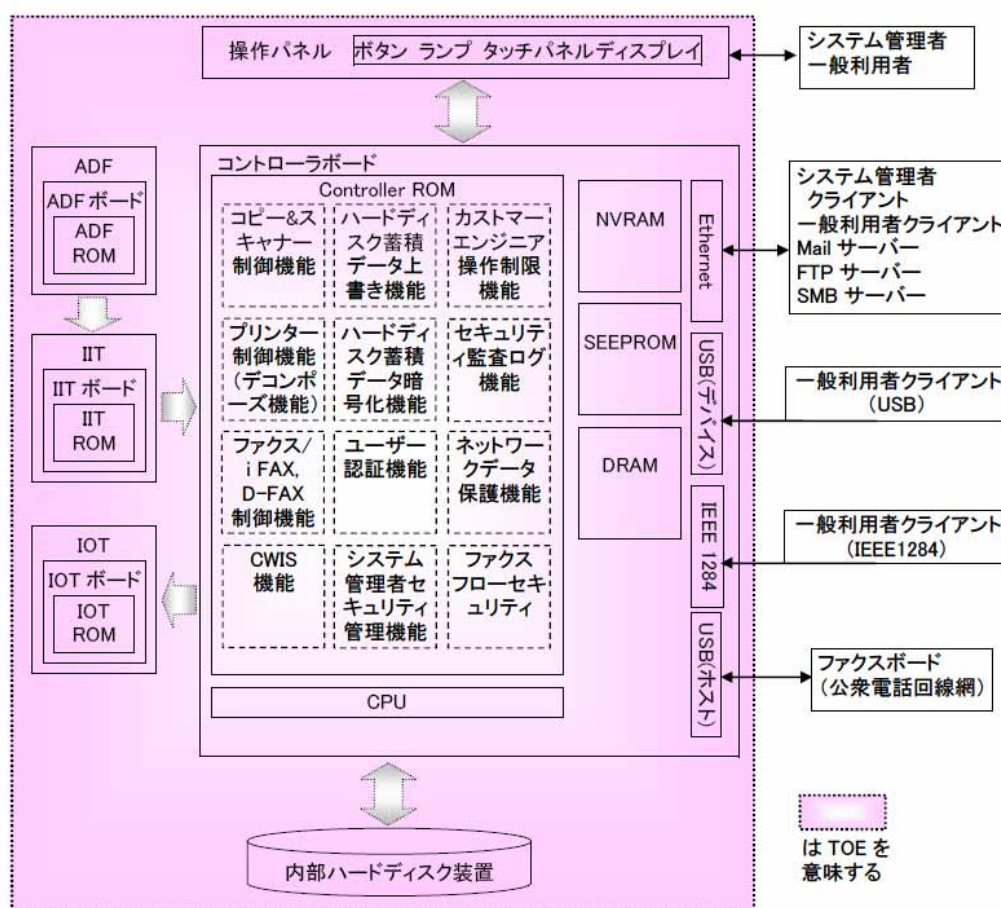 操作パネル ボタン ランプ タッチパネルディスプレイ
システム管理者
一般利用者
ADF
ADF ボード
ADF
ROM
IIT
IIT ボード
IIT
ROM
IOT
IOT ボード
IOT
ROM
コントローラボード
Controller ROM
コピー&ス
キャナー
制御機能
ハードディ
スク蓄積
データ上
書き機能
カストマー
エンジニア
操作制限
機能
プリンター
制御機能
(デコンポ
ーズ機能)
ハードディ
スク蓄積
データ暗
号化機能
セキュリテ
ィ監査ログ
機能
ファクス/
i FAX,
D-FAX
制御機能
ユーザー
認証機能
ネットワー
クデータ
保護機能
CWIS
機能
システム
管理者セ
キュリティ
管理機能
ファクス
フローセキ
ュリティ
CPU
NVRAM
SEEPROM
DRAM
Ethernet
USB(デバイス)
IEEE 1284
USB(ホスト)
システム管理者
クライアント
一般利用者クライアント
Mail サーバー
FTP サーバー
SMB サーバー
一般利用者クライアント
(USB)
一般利用者クライアント
(IEEE1284)
ファクスボード
(公衆電話回線網)
内部ハードディスク装置
は TOE を
意味する